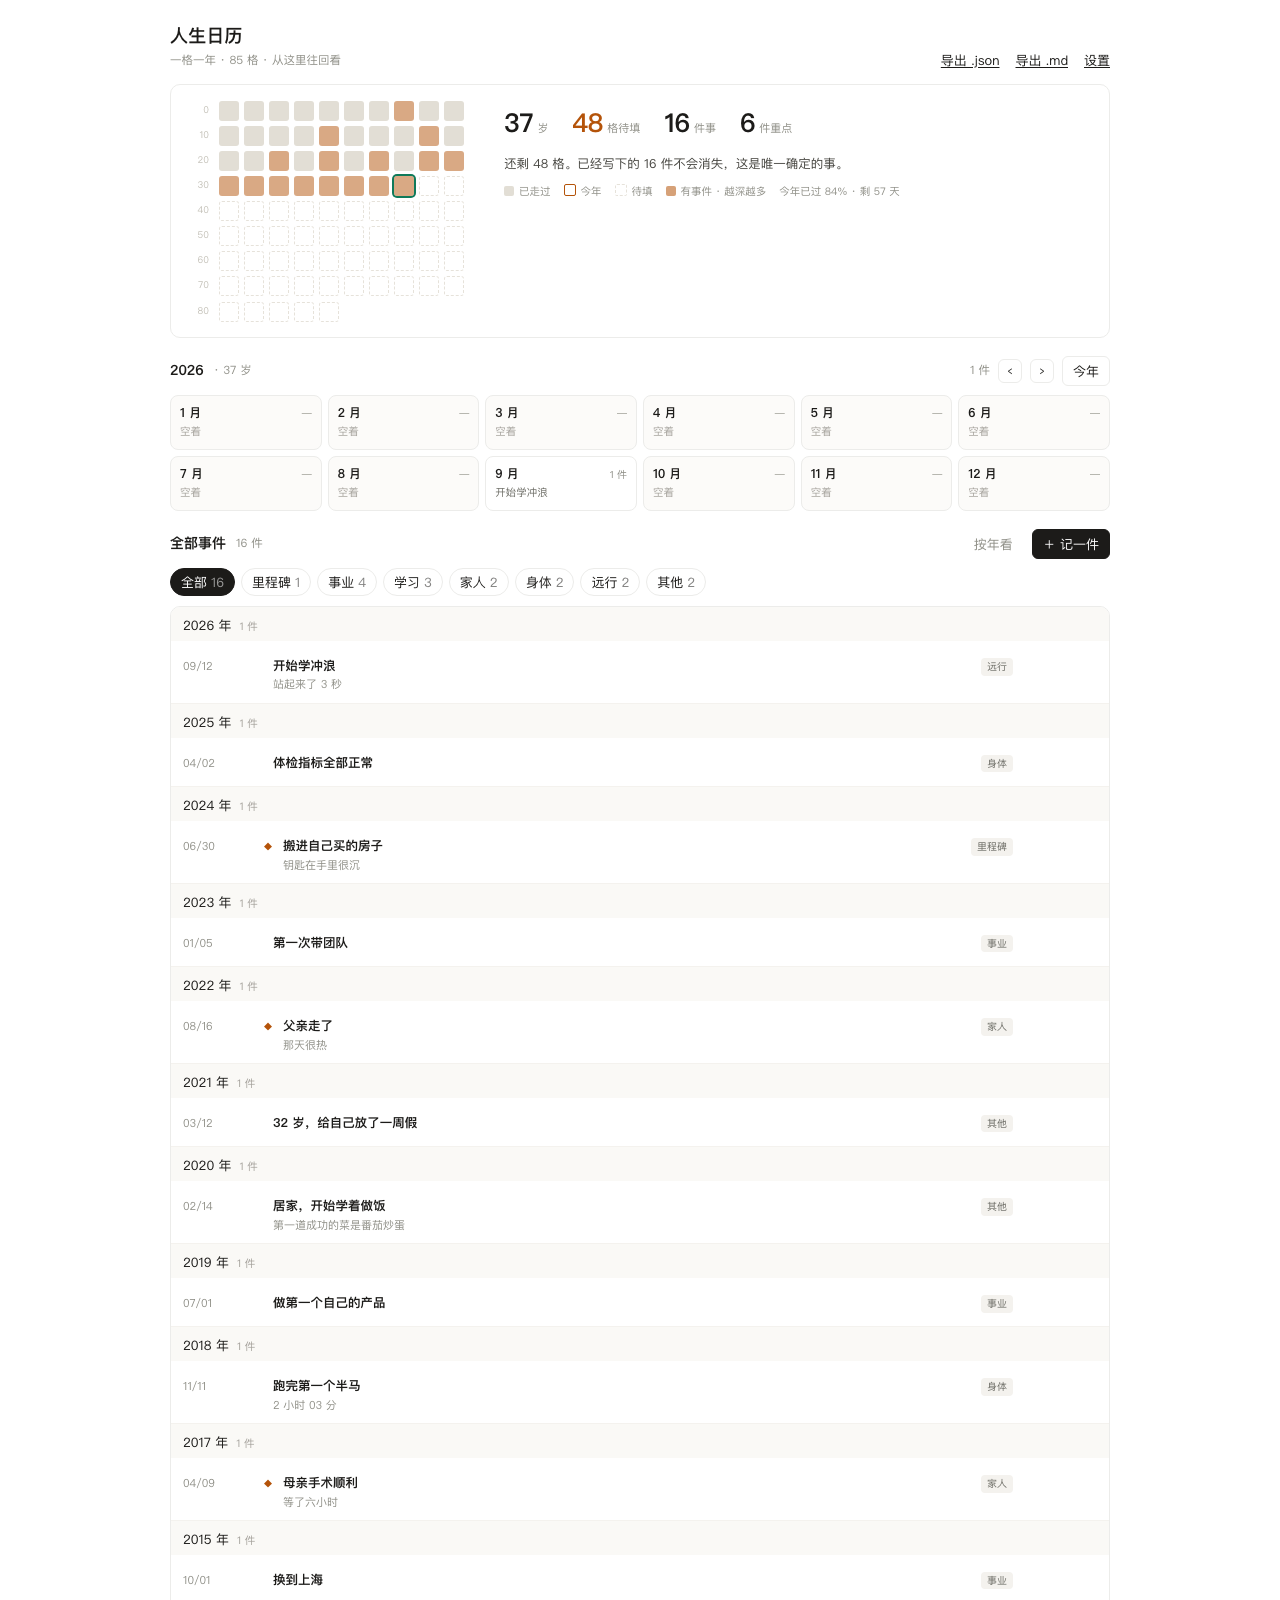 人生日历
一格一年 · 85 格 · 从这里往回看
导出 .json 导出 .md 设置
0
10
20
30
40
50
60
70
80
37 岁 48 格待填 16 件事 6 件重点
还剩 48 格。已经写下的 16 件不会消失，这是唯一确定的事。
已走过 今年 待填 有事件 · 越深越多 今年已过 84% · 剩 57 天
2026 · 37 岁
1 件 ‹ › 今年
1 月 — 2 月 — 3 月 — 4 月 — 5 月 — 6 月 —
空着 空着 空着 空着 空着 空着
7 月 — 8 月 — 9 月 1 件 10 月 — 11 月 — 12 月 —
空着 空着 开始学冲浪 空着 空着 空着
全部事件 16 件
按年看 + 记一件
全部 16 里程碑 1 事业 4 学习 3 家人 2 身体 2 远行 2 其他 2
2026 年 1 件
09/12 开始学冲浪 远行
站起来了 3 秒
2025 年 1 件
04/02 体检指标全部正常 身体
2024 年 1 件
06/30 ◆ 搬进自己买的房子 里程碑
钥匙在手里很沉
2023 年 1 件
01/05 第一次带团队 事业
2022 年 1 件
08/16 ◆ 父亲走了 家人
那天很热
2021 年 1 件
03/12 32 岁，给自己放了一周假 其他
2020 年 1 件
02/14 居家，开始学着做饭 其他
第一道成功的菜是番茄炒蛋
2019 年 1 件
07/01 做第一个自己的产品 事业
2018 年 1 件
11/11 跑完第一个半马 身体
2 小时 03 分
2017 年 1 件
04/09 ◆ 母亲手术顺利 家人
等了六小时
2015 年 1 件
10/01 换到上海 事业